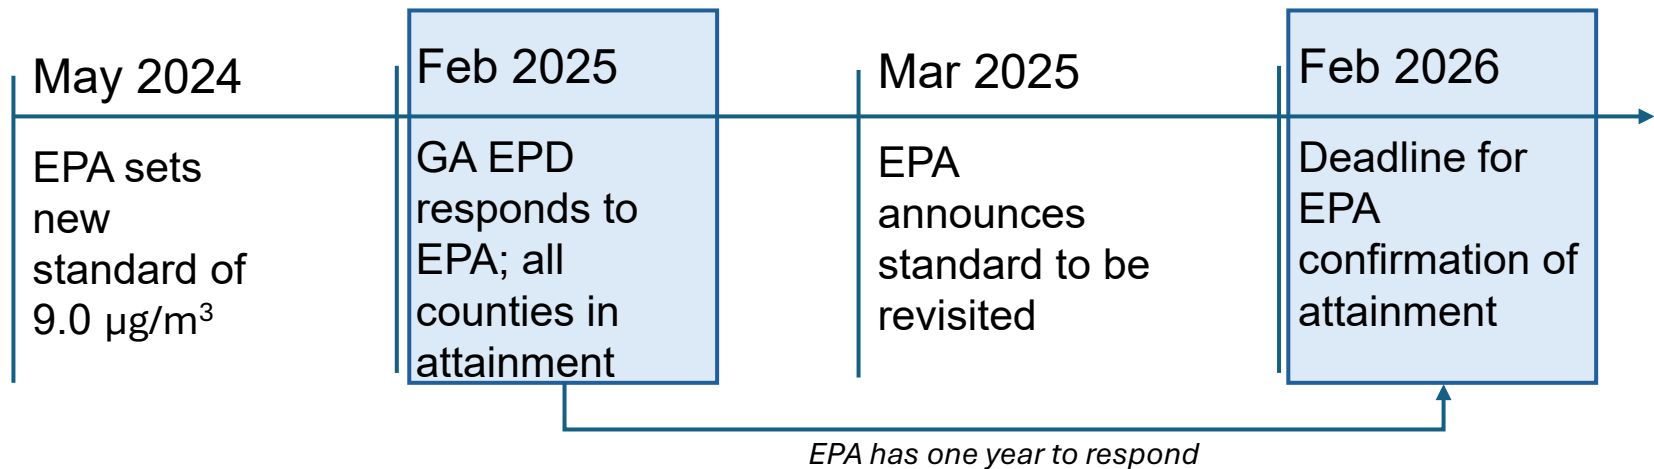 May 2024
EPA sets
new
standard of
9.0 µg/m³
Feb 2025
GA EPD
responds to
EPA; all
counties in
attainment
Mar 2025
EPA
announces
standard to be
revisited
Feb 2026
Deadline for
EPA
confirmation of
attainment
EPA has one year to respond